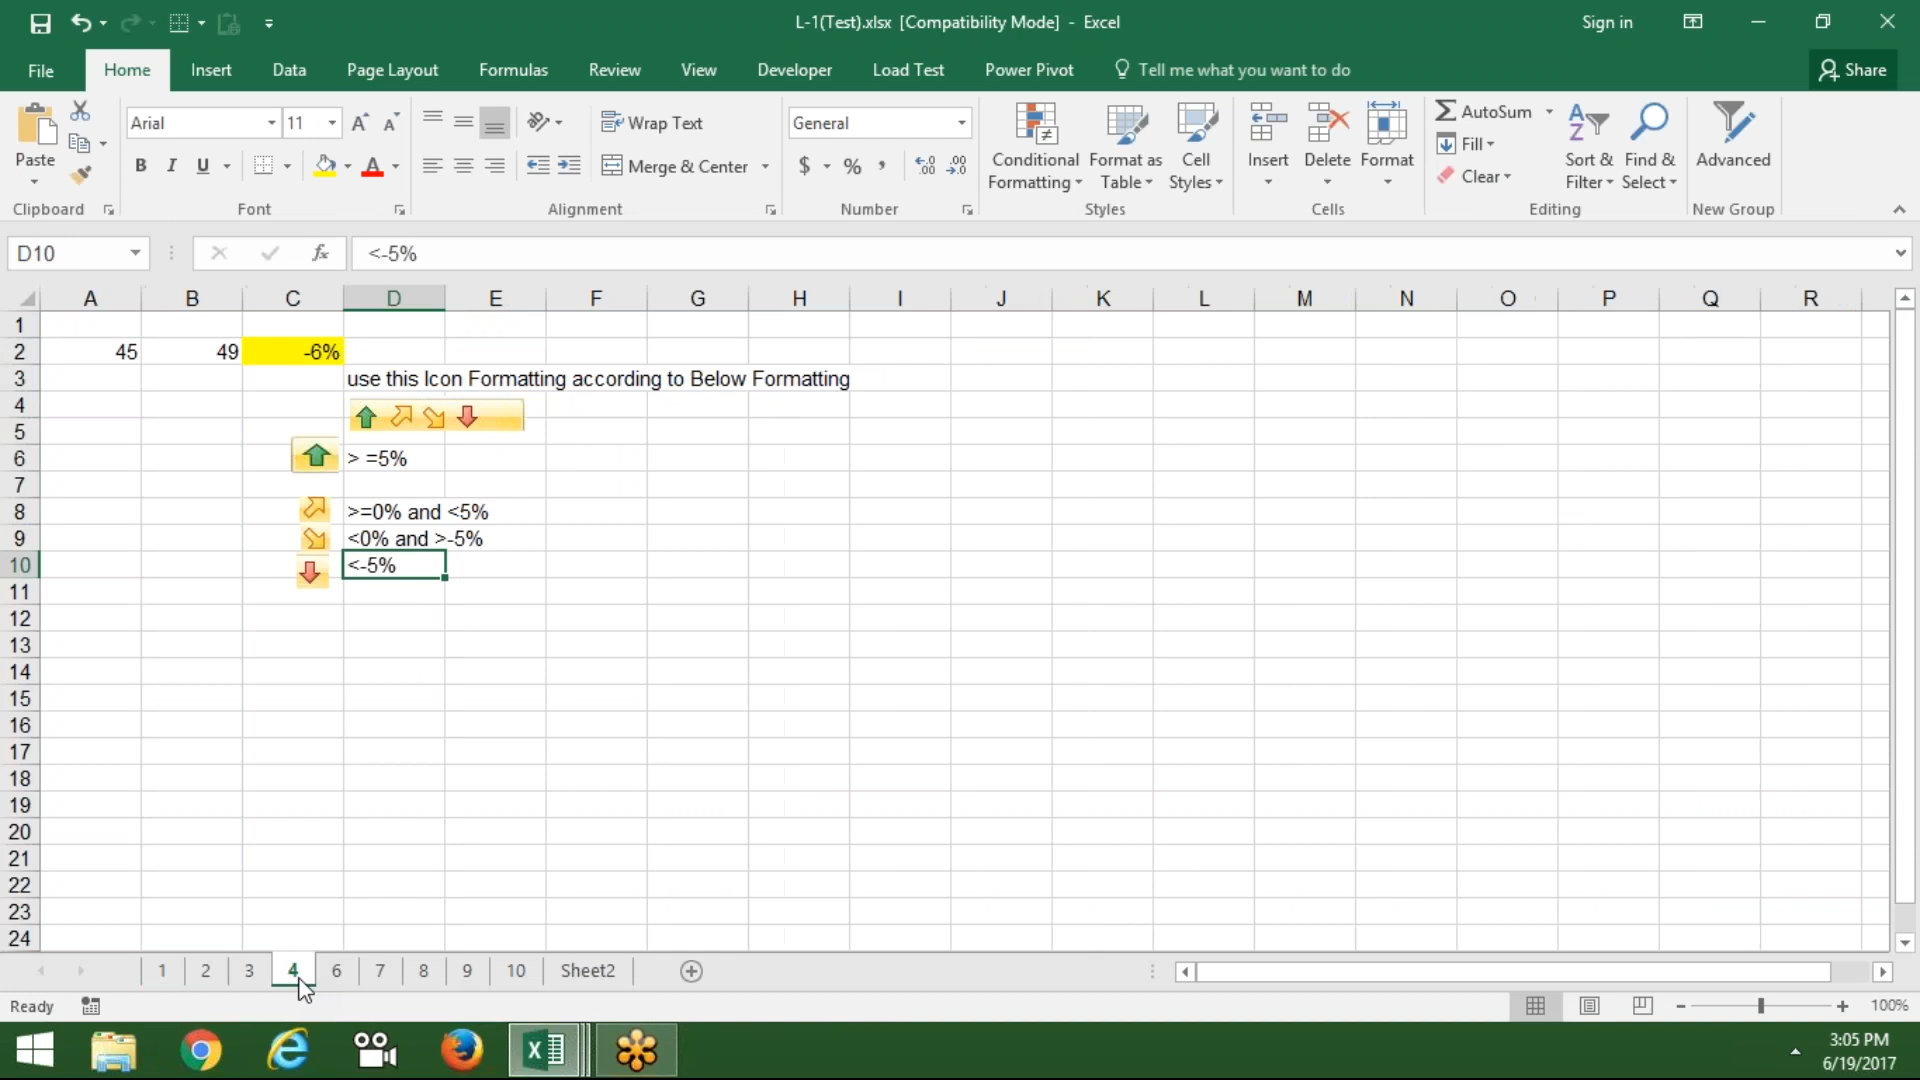 L-1(Test).xlsx [Compatibility Mode] - Excel
Sign in
File Home Insert Data Page Layout Formulas Review View Developer Load Test Power Pivot Tell me what you want to do Share
Paste
Clipboard
Arial 11
B I U A
Font
Wrap Text
Merge & Center
Alignment
General
$ % ,
Number
Conditional Formatting
Format as Table
Cell Styles
Styles
Insert Delete Format
Cells
AutoSum
Fill
Clear
Sort & Filter
Find & Select
Editing
Advanced
New Group
D10 fx <-5%
A B C D E F G H I J K L M N O P Q R
1
2 45 49 -6%
3 use this Icon Formatting according to Below Formatting
4
5
6 > =5%
7
8 >=0% and <5%
9 <0% and >-5%
10 <-5%
11
12
13
14
15
16
17
18
19
20
21
22
23
24
1 2 3 4 6 7 8 9 10 Sheet2
Ready 100%
3:05 PM
6/19/2017